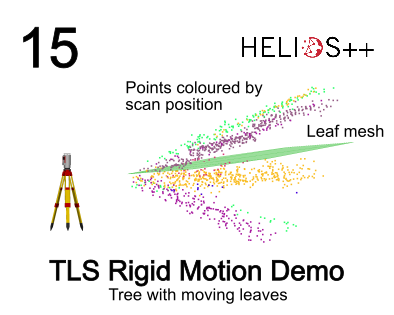 15
HELIOS++
Points coloured by
scan position
Leaf mesh
TLS Rigid Motion Demo
Tree with moving leaves